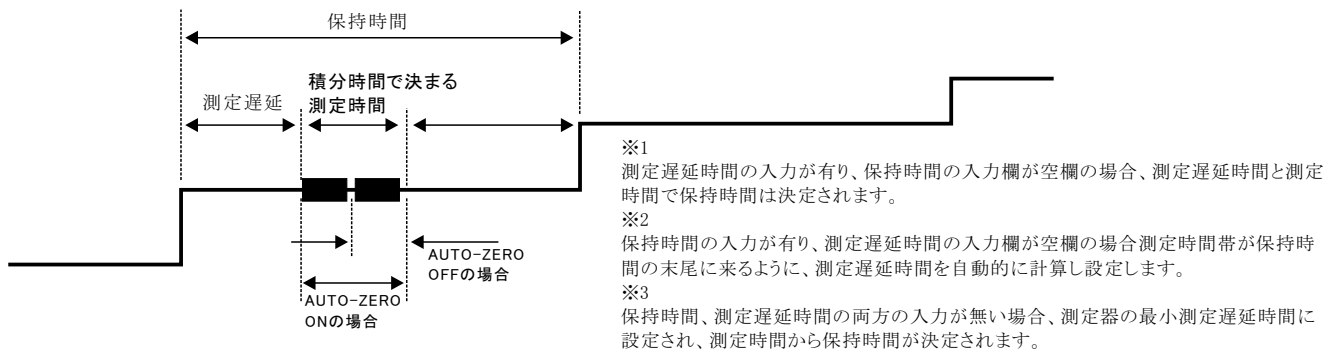 保持時間
積分時間で決まる
測定時間
測定遅延
AUTO-ZERO
OFFの場合
AUTO-ZERO
ONの場合
※1
測定遅延時間の入力が有り、保持時間の入力欄が空欄の場合、測定遅延時間と測定
時間で保持時間は決定されます。
※2
保持時間の入力が有り、測定遅延時間の入力欄が空欄の場合測定時間帯が保持時
間の末尾に来るように、測定遅延時間を自動的に計算し設定します。
※3
保持時間、測定遅延時間の両方の入力が無い場合、測定器の最小測定遅延時間に
設定され、測定時間から保持時間が決定されます。